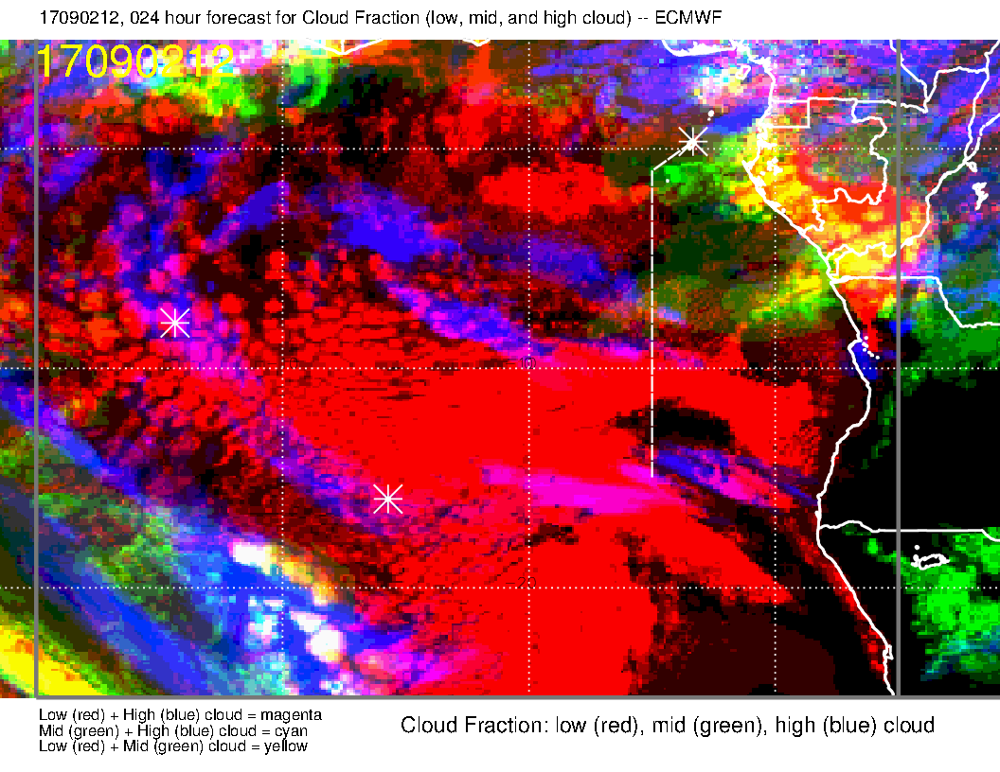 17090212, 024 hour forecast for Cloud Fraction (low, mid, and high cloud) -- ECMWF
17090212
Low (red) + High (blue) cloud = magenta
Mid (green) + High (blue) cloud = cyan
Low (red) + Mid (green) cloud = yellow
Cloud Fraction: low (red), mid (green), high (blue) cloud